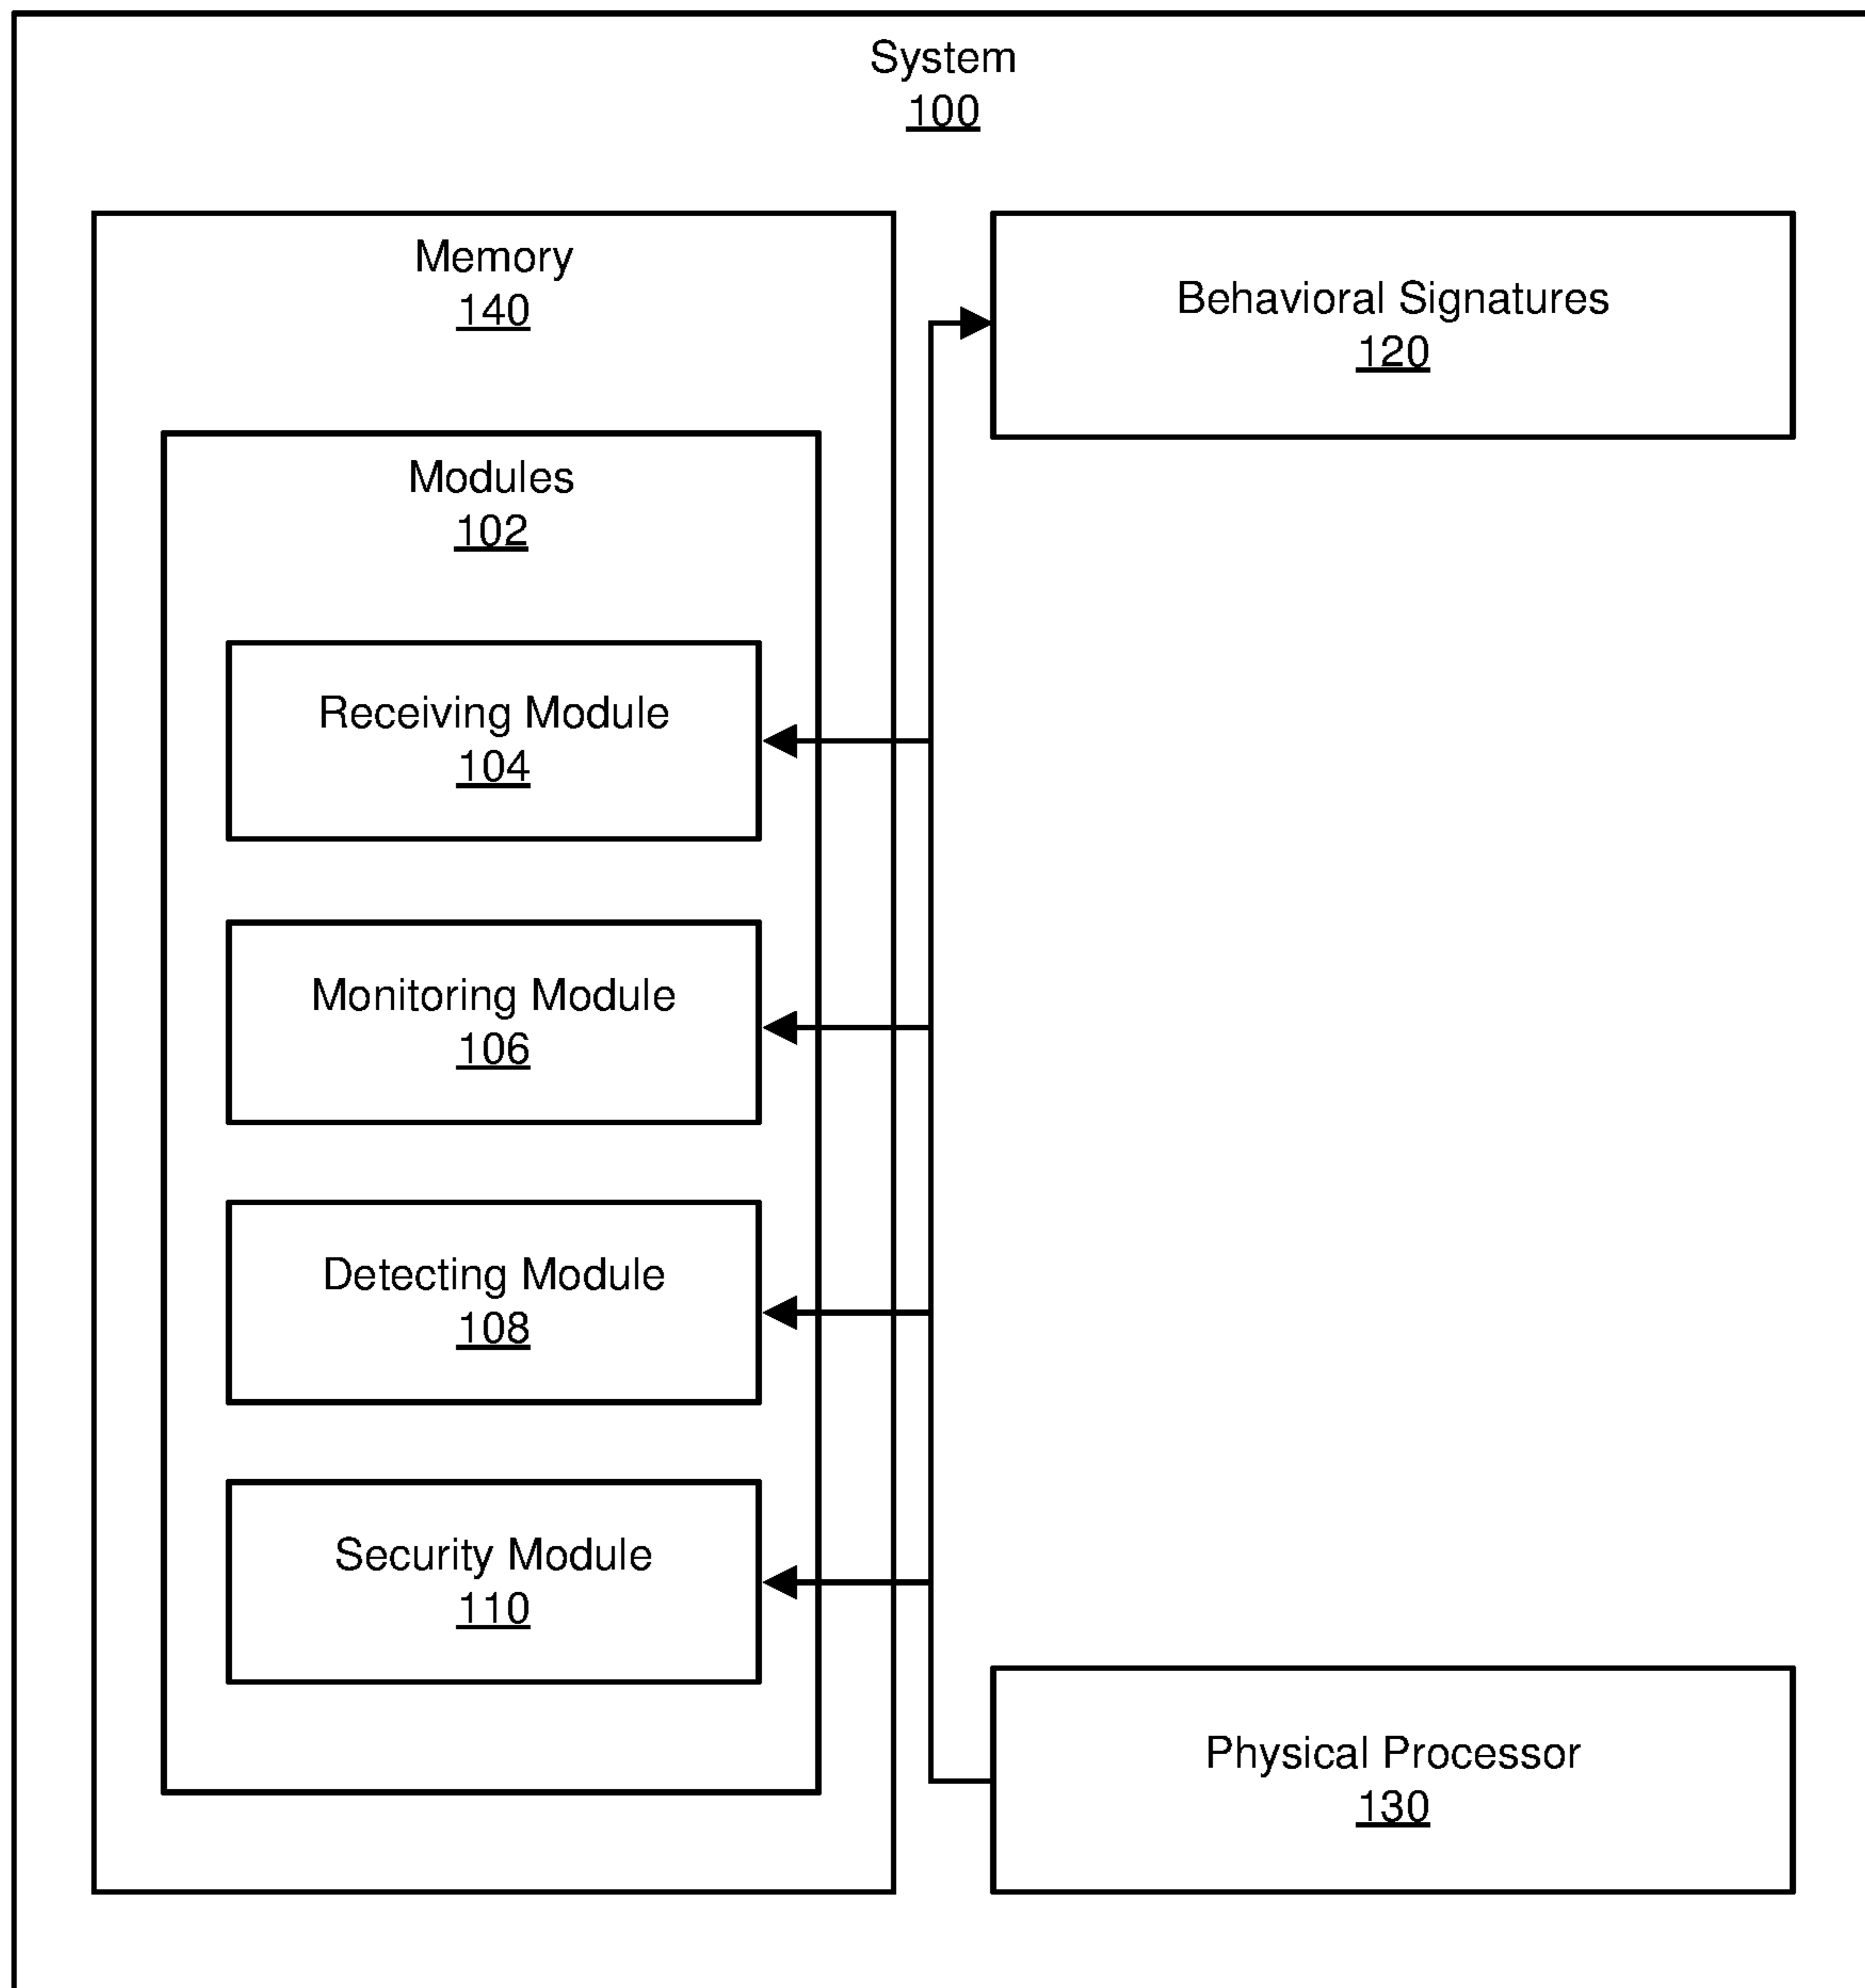 System
100
Memory
140
Behavioral Signatures
120
Modules
102
Receiving Module
104
Monitoring Module
106
Detecting Module
108
Security Module
110
Physical Processor
130